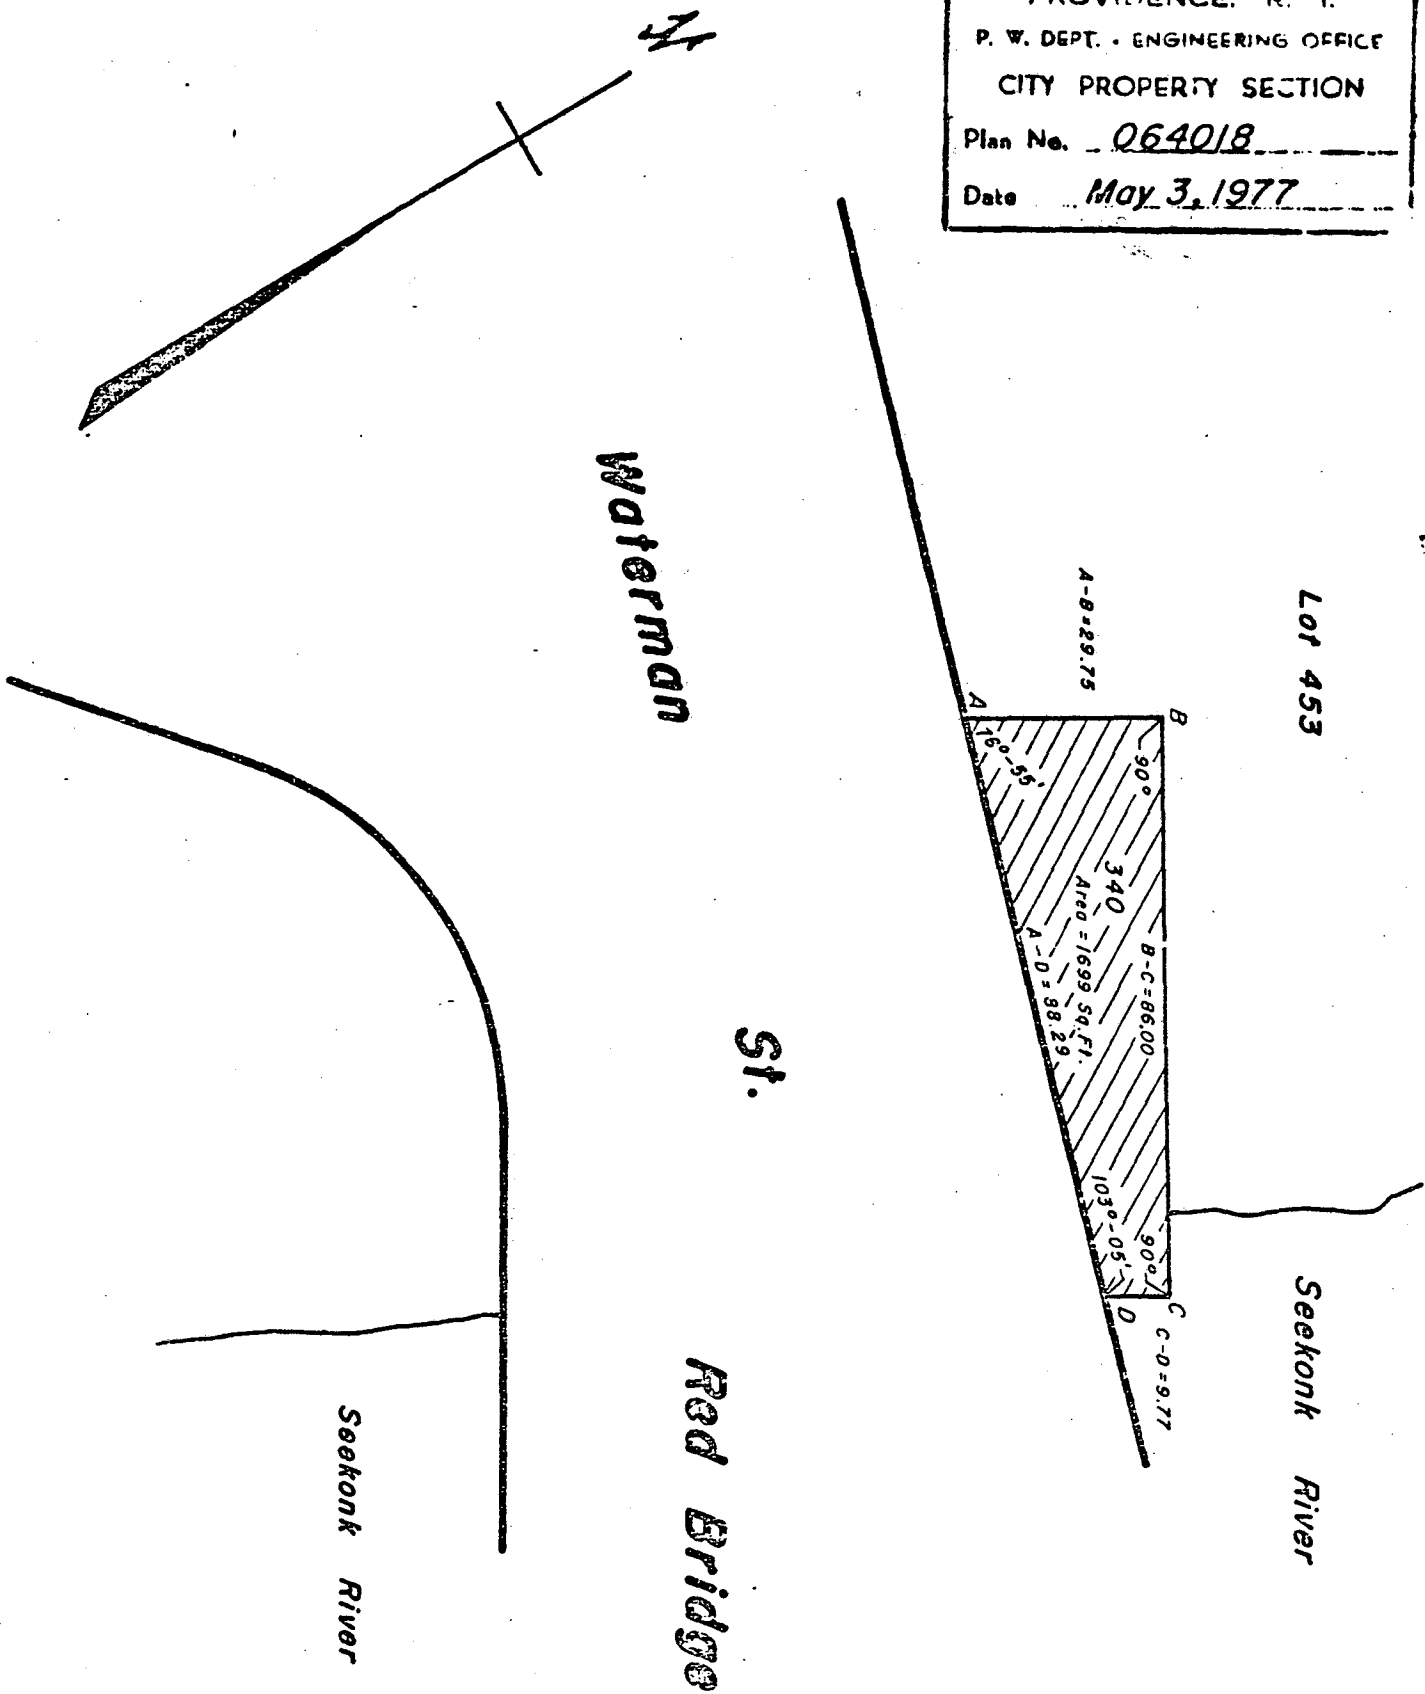 PROVIDENCE, R. I.
P. W. DEPT. - ENGINEERING OFFICE
CITY PROPERTY SECTION
Plan No. 064018
Date May 3, 1977
N
Lot 453
Seekonk River
A-B=29.75
A
B
C
D
76°-55'
90°
90°
103°-05'
B-C=86.00
340
Area = 1699 Sq. Ft.
A-D = 88.29
C-D=9.77
Waterman St.
Red Bridge
Seekonk River